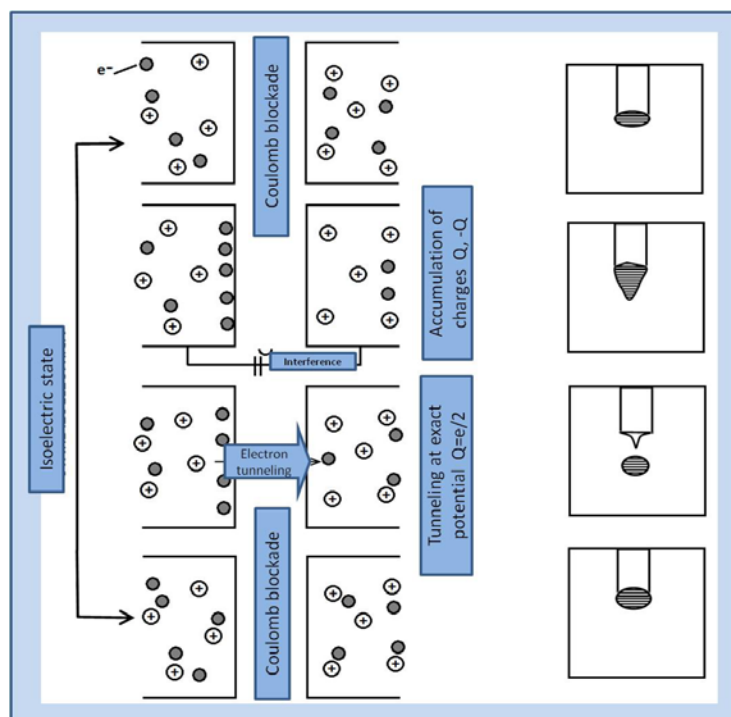 e-
Coulomb blockade
Accumulation of
charges Q, -Q
Isoelectric state
Interference
Electron
tunneling
Tunneling at exact
potential Q=e/2
Coulomb blockade